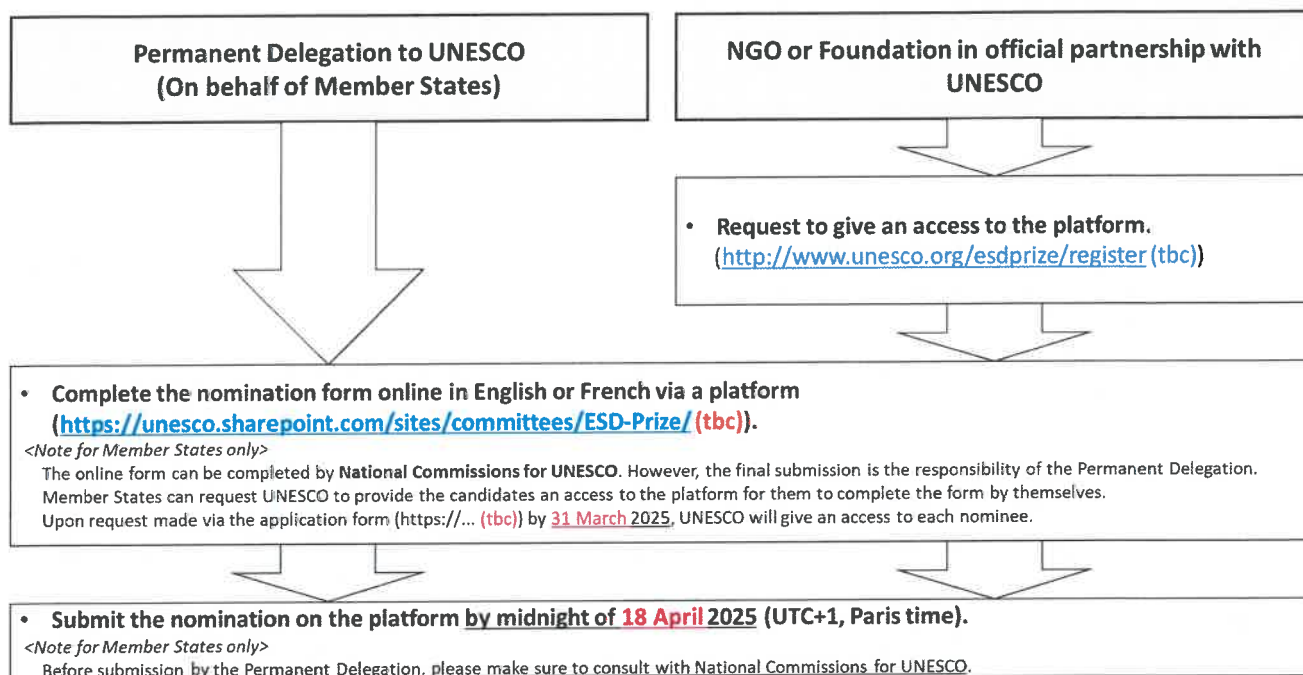 Permanent Delegation to UNESCO
(On behalf of Member States)
NGO or Foundation in official partnership with
UNESCO
• Request to give an access to the platform.
(http://www.unesco.org/esdprize/register (tbc))
• Complete the nomination form online in English or French via a platform
(https://unesco.sharepoint.com/sites/committees/ESD-Prize/ (tbc)).
<Note for Member States only>
The online form can be completed by National Commissions for UNESCO. However, the final submission is the responsibility of the Permanent Delegation.
Member States can request UNESCO to provide the candidates an access to the platform for them to complete the form by themselves.
Upon request made via the application form (https://... (tbc)) by 31 March 2025, UNESCO will give an access to each nominee.
• Submit the nomination on the platform by midnight of 18 April 2025 (UTC+1, Paris time).
<Note for Member States only>
Before submission by the Permanent Delegation, please make sure to consult with National Commissions for UNESCO.